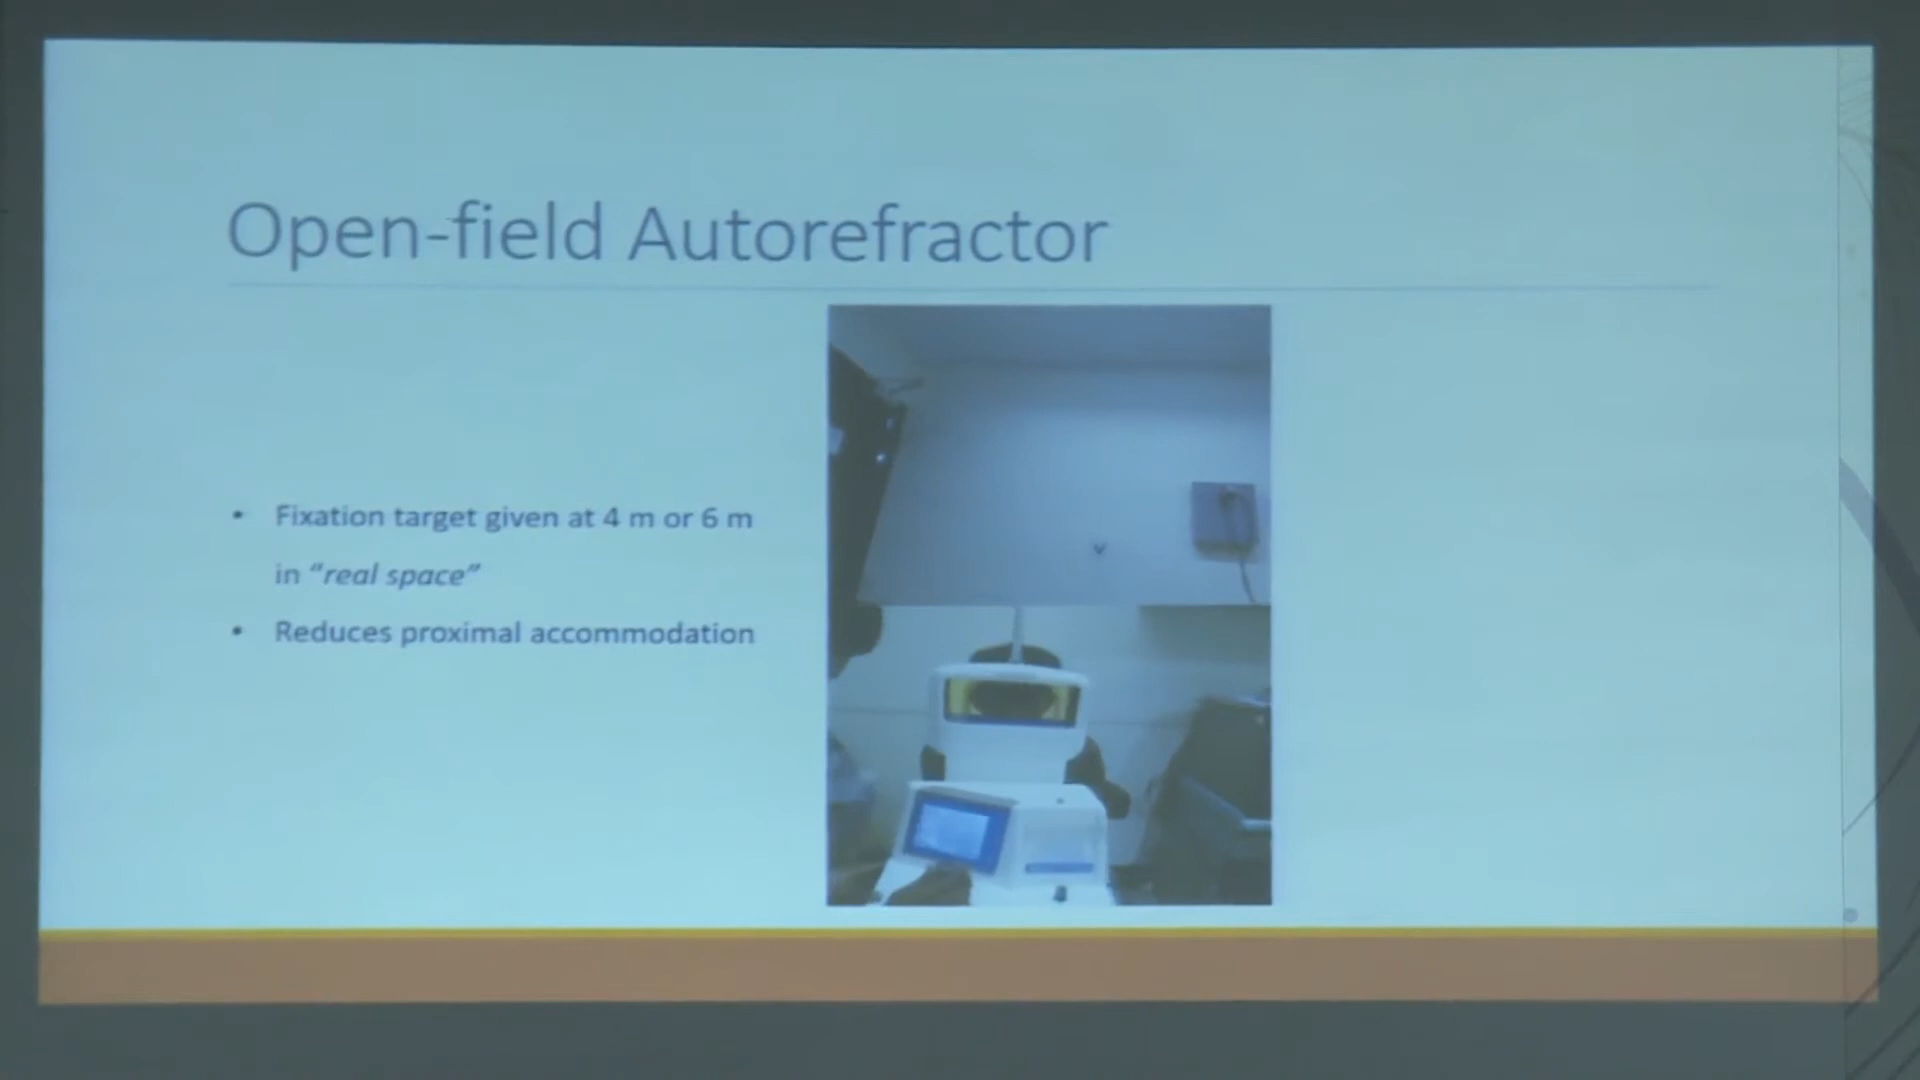 Open-field Autorefractor
• Fixation target given at 4 m or 6 m
in “real space”
• Reduces proximal accommodation